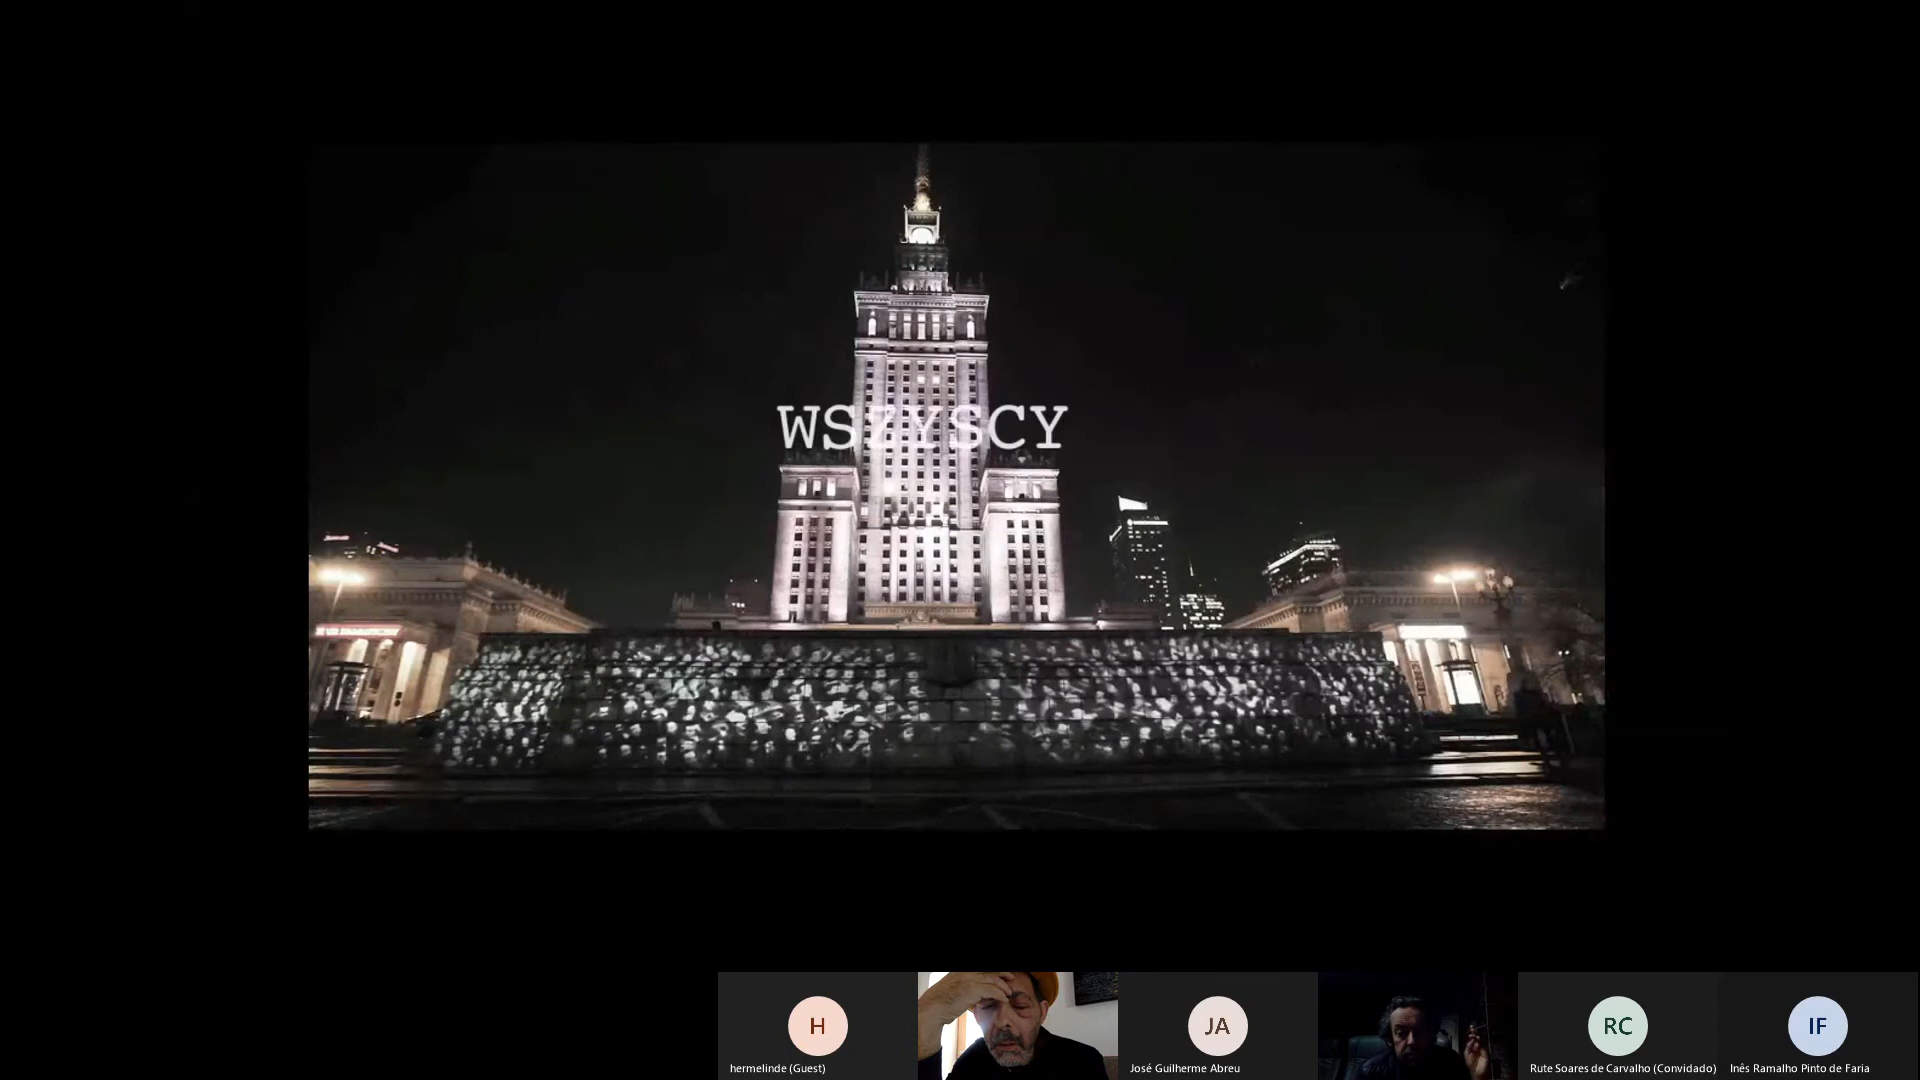 WSZYSCY
H
JA
RC
IF
hermelinde (Guest)
José Guilherme Abreu
Rute Soares de Carvalho (Convidado)
Inês Ramalho Pinto de Faria